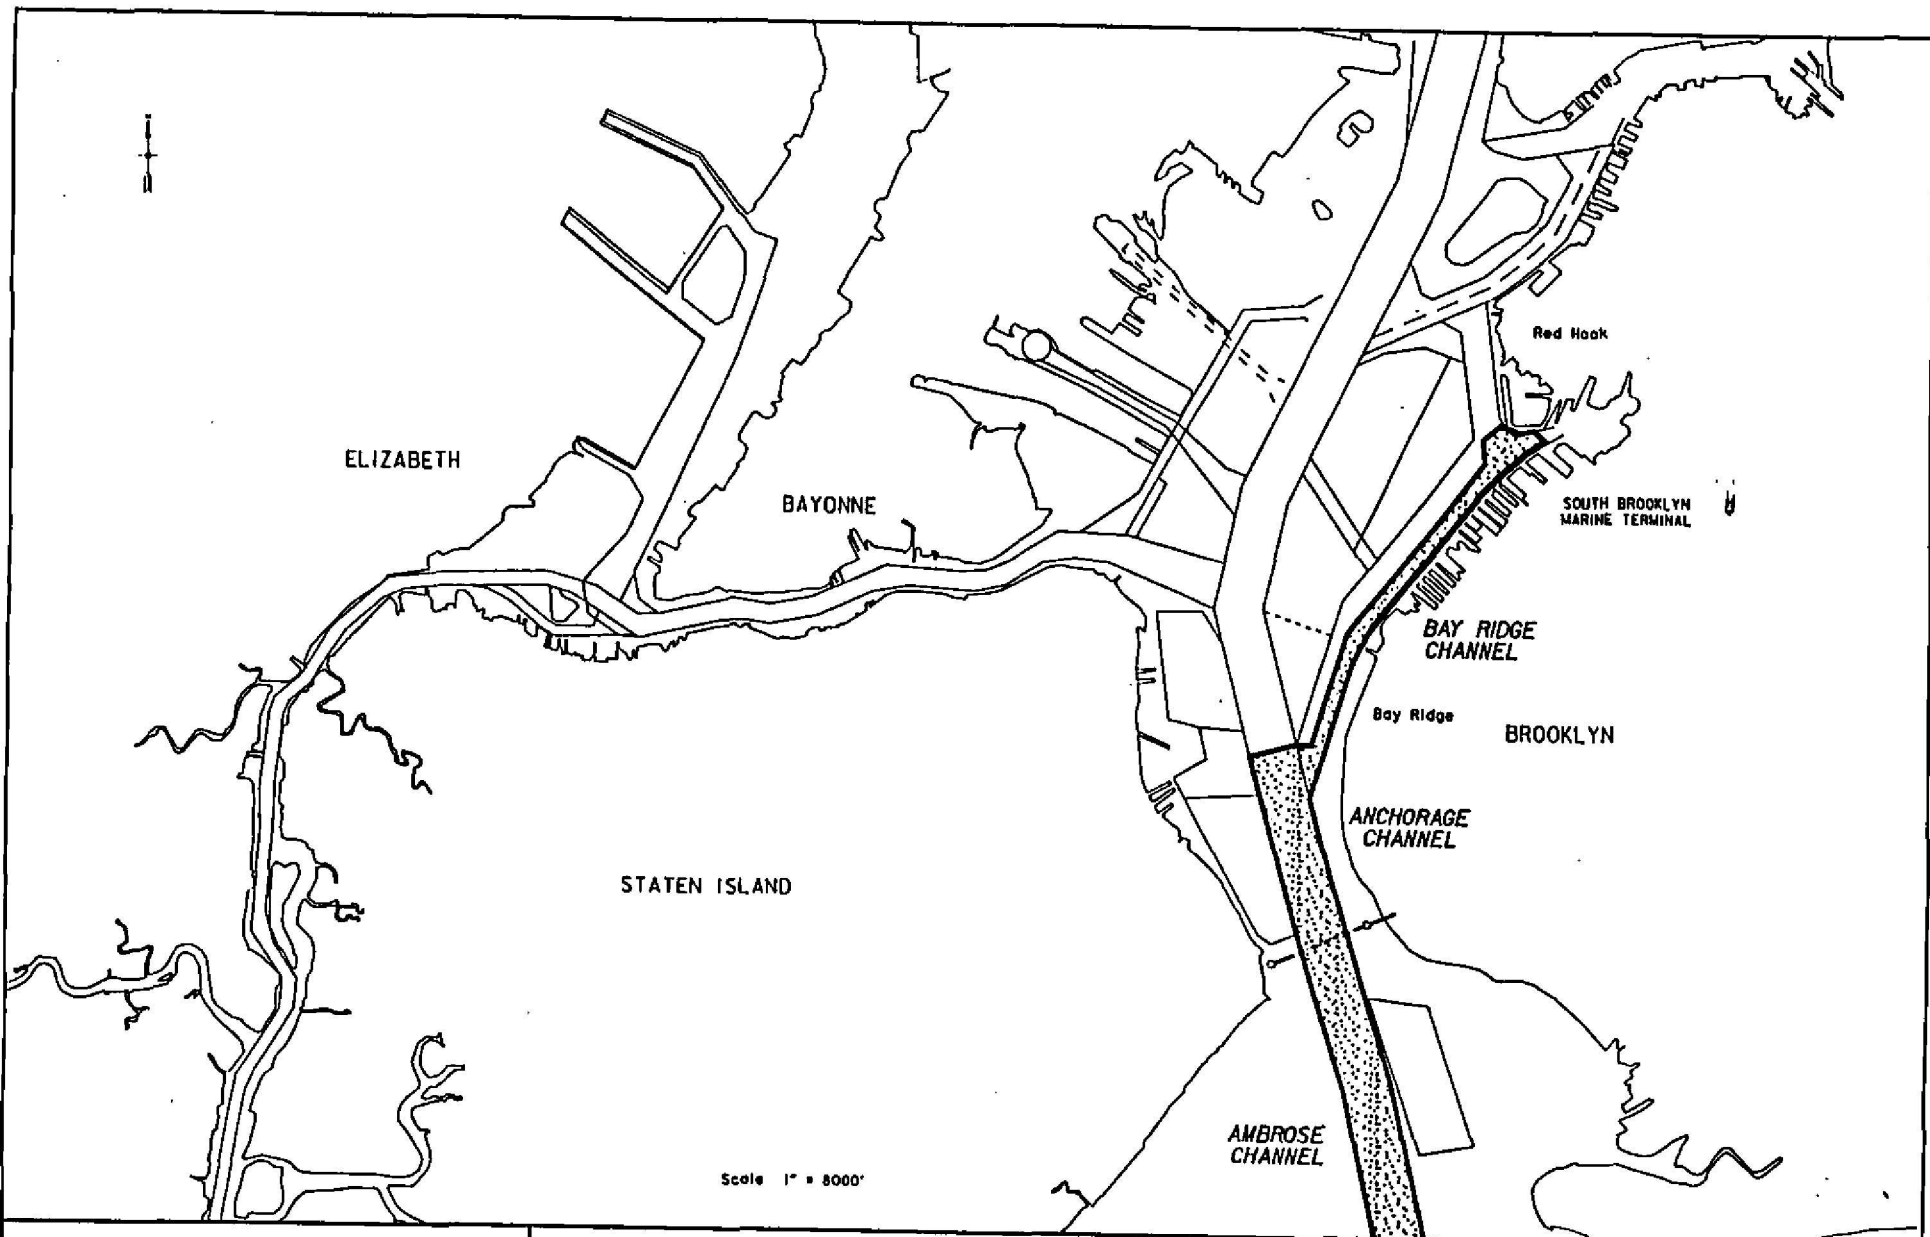 Red Hook
ELIZABETH
BAYONNE
SOUTH BROOKLYN
MARINE TERMINAL
BAY RIDGE
CHANNEL
Bay Ridge
BROOKLYN
ANCHORAGE
CHANNEL
STATEN ISLAND
AMBROSE
CHANNEL
Scale 1" = 8000'